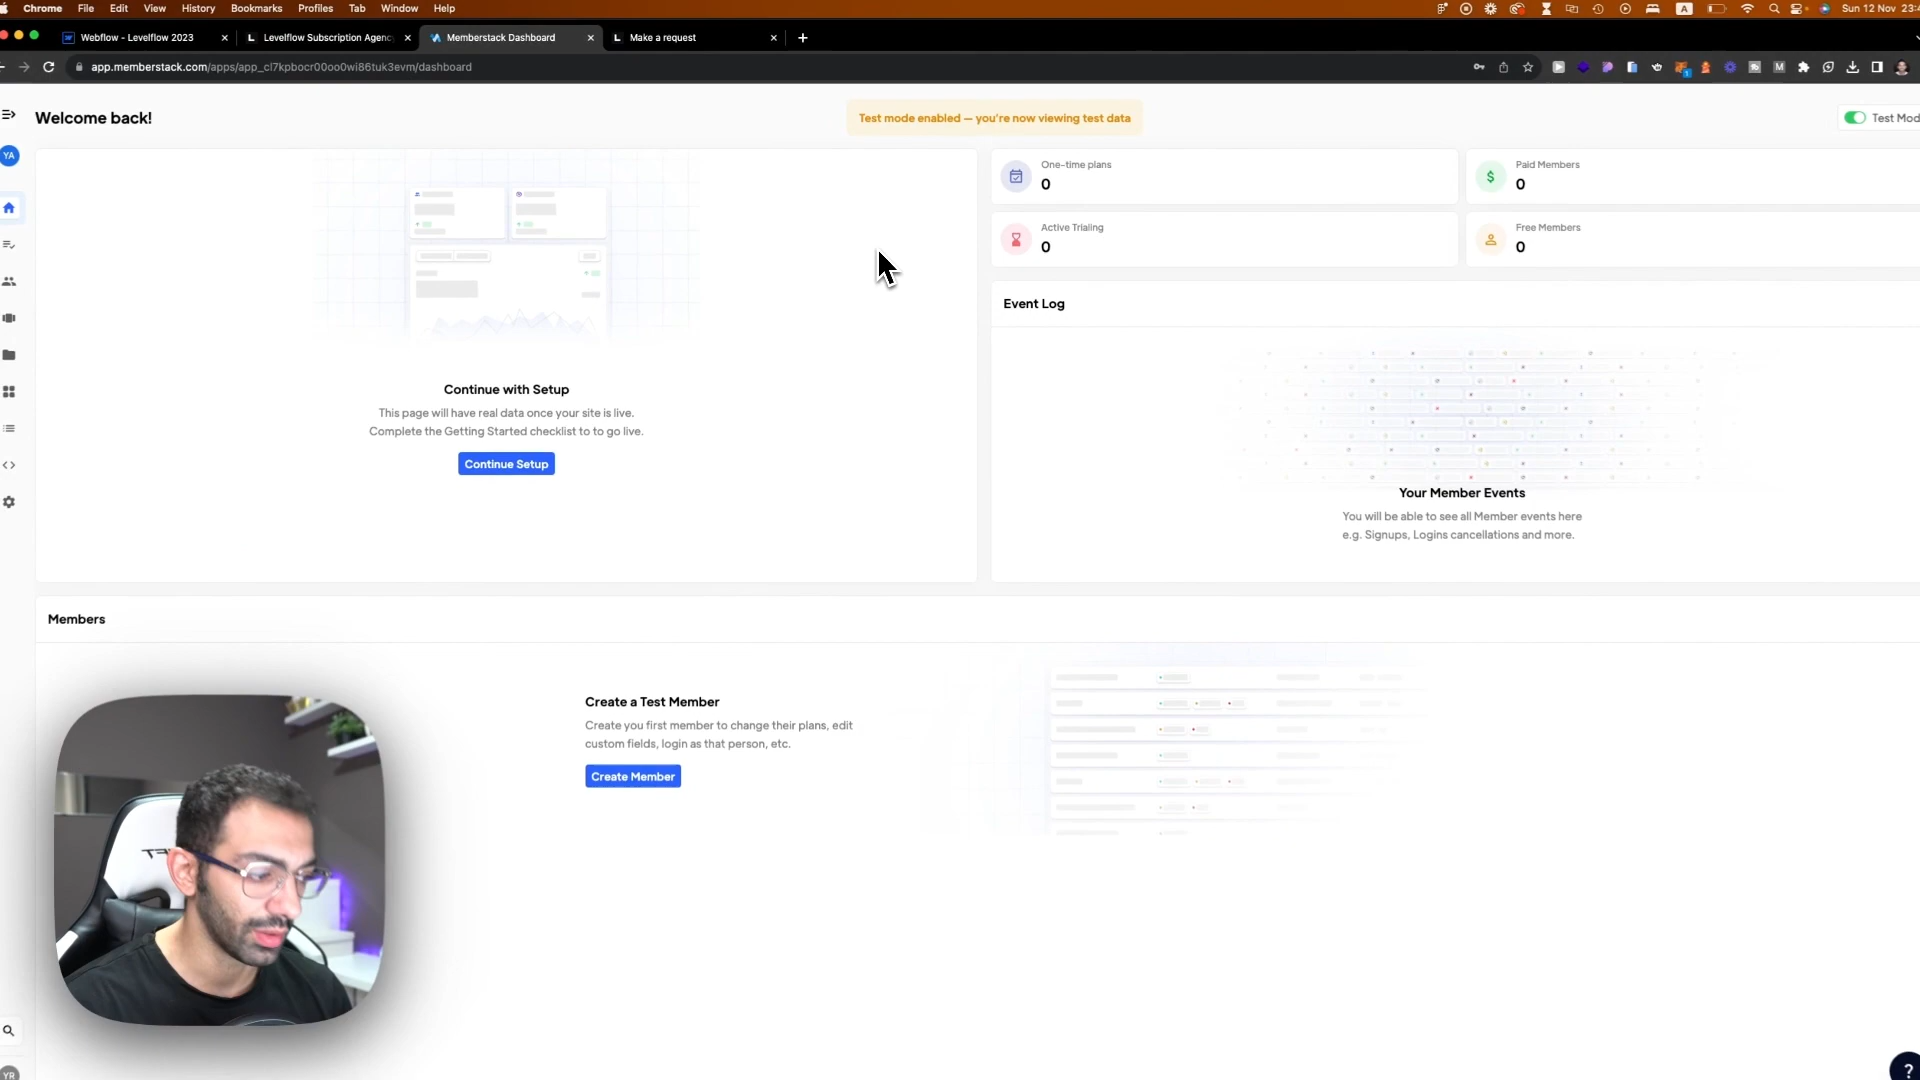 Chrome File Edit View History Bookmarks Profiles Tab Window Help
A
Sun 12 Nov 23:4
Webflow - Levelflow 2023
Levelflow Subscription Agenc
Memberstack Dashboard
Make a request
app.memberstack.com/apps/app_cl7kpbocr00oo0wi86tuk3evm/dashboard
Welcome back!
Test mode enabled — you're now viewing test data
Test Mod
YA
One-time plans
0
Paid Members
0
Active Trialing
0
Free Members
0
Event Log
Continue with Setup
This page will have real data once your site is live.
Complete the Getting Started checklist to to go live.
Continue Setup
Your Member Events
You will be able to see all Member events here
e.g. Signups, Logins cancellations and more.
Members
Create a Test Member
Create you first member to change their plans, edit
custom fields, login as that person, etc.
Create Member
YR
?